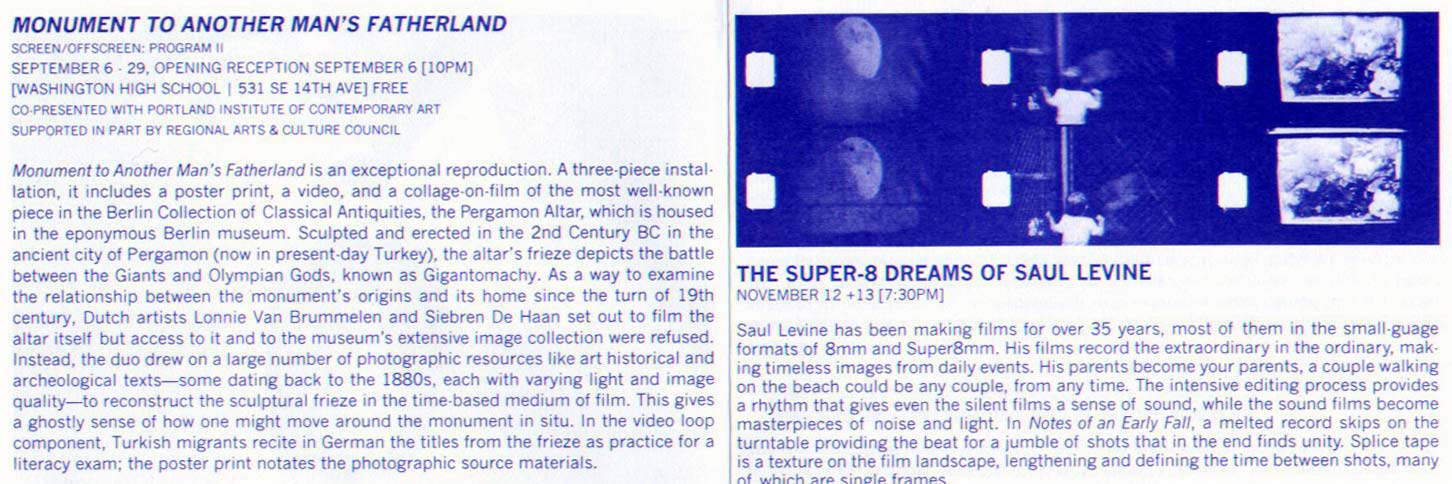 MONUMENT TO ANOTHER MAN'S FATHERLAND
SCREEN/OFFSCREEN: PROGRAM II
SEPTEMBER 6 - 29, OPENING RECEPTION SEPTEMBER 6 [10PM]
[WASHINGTON HIGH SCHOOL | 531 SE 14TH AVE] FREE
CO-PRESENTED WITH PORTLAND INSTITUTE OF CONTEMPORARY ART
SUPPORTED IN PART BY REGIONAL ARTS & CULTURE COUNCIL
Monument to Another Man's Fatherland is an exceptional reproduction. A three-piece instal-
lation, it includes a poster print, a video, and a collage-on-film of the most well-known
piece in the Berlin Collection of Classical Antiquities, the Pergamon Altar, which is housed
in the eponymous Berlin museum. Sculpted and erected in the 2nd Century BC in the
ancient city of Pergamon (now in present-day Turkey), the altar's frieze depicts the battle
between the Giants and Olympian Gods, known as Gigantomachy. As a way to examine
the relationship between the monument's origins and its home since the turn of 19th
century, Dutch artists Lonnie Van Brummelen and Siebren De Haan set out to film the
altar itself but access to it and to the museum's extensive image collection were refused.
Instead, the duo drew on a large number of photographic resources like art historical and
archeological texts—some dating back to the 1880s, each with varying light and image
quality—to reconstruct the sculptural frieze in the time-based medium of film. This gives
a ghostly sense of how one might move around the monument in situ. In the video loop
component, Turkish migrants recite in German the titles from the frieze as practice for a
literacy exam; the poster print notates the photographic source materials.
THE SUPER-8 DREAMS OF SAUL LEVINE
NOVEMBER 12 +13 [7:30PM]
Saul Levine has been making films for over 35 years, most of them in the small-guage
formats of 8mm and Super8mm. His films record the extraordinary in the ordinary, mak-
ing timeless images from daily events. His parents become your parents, a couple walking
on the beach could be any couple, from any time. The intensive editing process provides
a rhythm that gives even the silent films a sense of sound, while the sound films become
masterpieces of noise and light. In Notes of an Early Fall, a melted record skips on the
turntable providing the beat for a jumble of shots that in the end finds unity. Splice tape
is a texture on the film landscape, lengthening and defining the time between shots, many
of which are single frames.